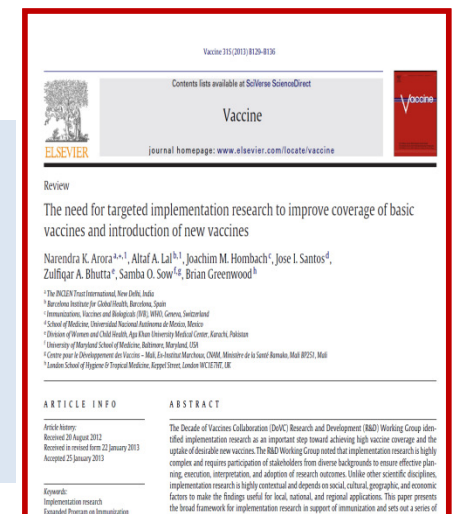 Vaccine 31S (2013) B129–B136
Contents lists available at SciVerse ScienceDirect
Vaccine
journal homepage: www.elsevier.com/locate/vaccine
ELSEVIER
Vaccine
Review
The need for targeted implementation research to improve coverage of basic
vaccines and introduction of new vaccines
Narendra K. Arora a,*,1, Altaf A. Lal b,1, Joachim M. Hombach c, Jose I. Santos d,
Zulfiqar A. Bhutta e, Samba O. Sow f,g, Brian Greenwood h
a The INCLEN Trust International, New Delhi, India
b Barcelona Institute for Global Health, Barcelona, Spain
c Immunizations, Vaccines and Biologicals (IVB), WHO, Geneva, Switzerland
d School of Medicine, Universidad Nacional Autónoma de Mexico, Mexico
e Division of Women and Child Health, Aga Khan University Medical Center, Karachi, Pakistan
f University of Maryland School of Medicine, Baltimore, Maryland, USA
g Centre pour le Développement des Vaccins – Mali, Ex-Institut Marchoux, CNAM, Ministère de la Santé Bamako, Mali BP251, Mali
h London School of Hygiene & Tropical Medicine, Keppel Street, London WC1E7HT, UK
ARTICLE INFO
Article history:
Received 20 August 2012
Received in revised form 22 January 2013
Accepted 25 January 2013
Keywords:
Implementation research
Expanded Program on Immunization
ABSTRACT
The Decade of Vaccines Collaboration (DoVC) Research and Development (R&D) Working Group iden-
tified implementation research as an important step toward achieving high vaccine coverage and the
uptake of desirable new vaccines. The R&D Working Group noted that implementation research is highly
complex and requires participation of stakeholders from diverse backgrounds to ensure effective plan-
ning, execution, interpretation, and adoption of research outcomes. Unlike other scientific disciplines,
implementation research is highly contextual and depends on social, cultural, geographic, and economic
factors to make the findings useful for local, national, and regional applications. This paper presents
the broad framework for implementation research in support of immunization and sets out a series of